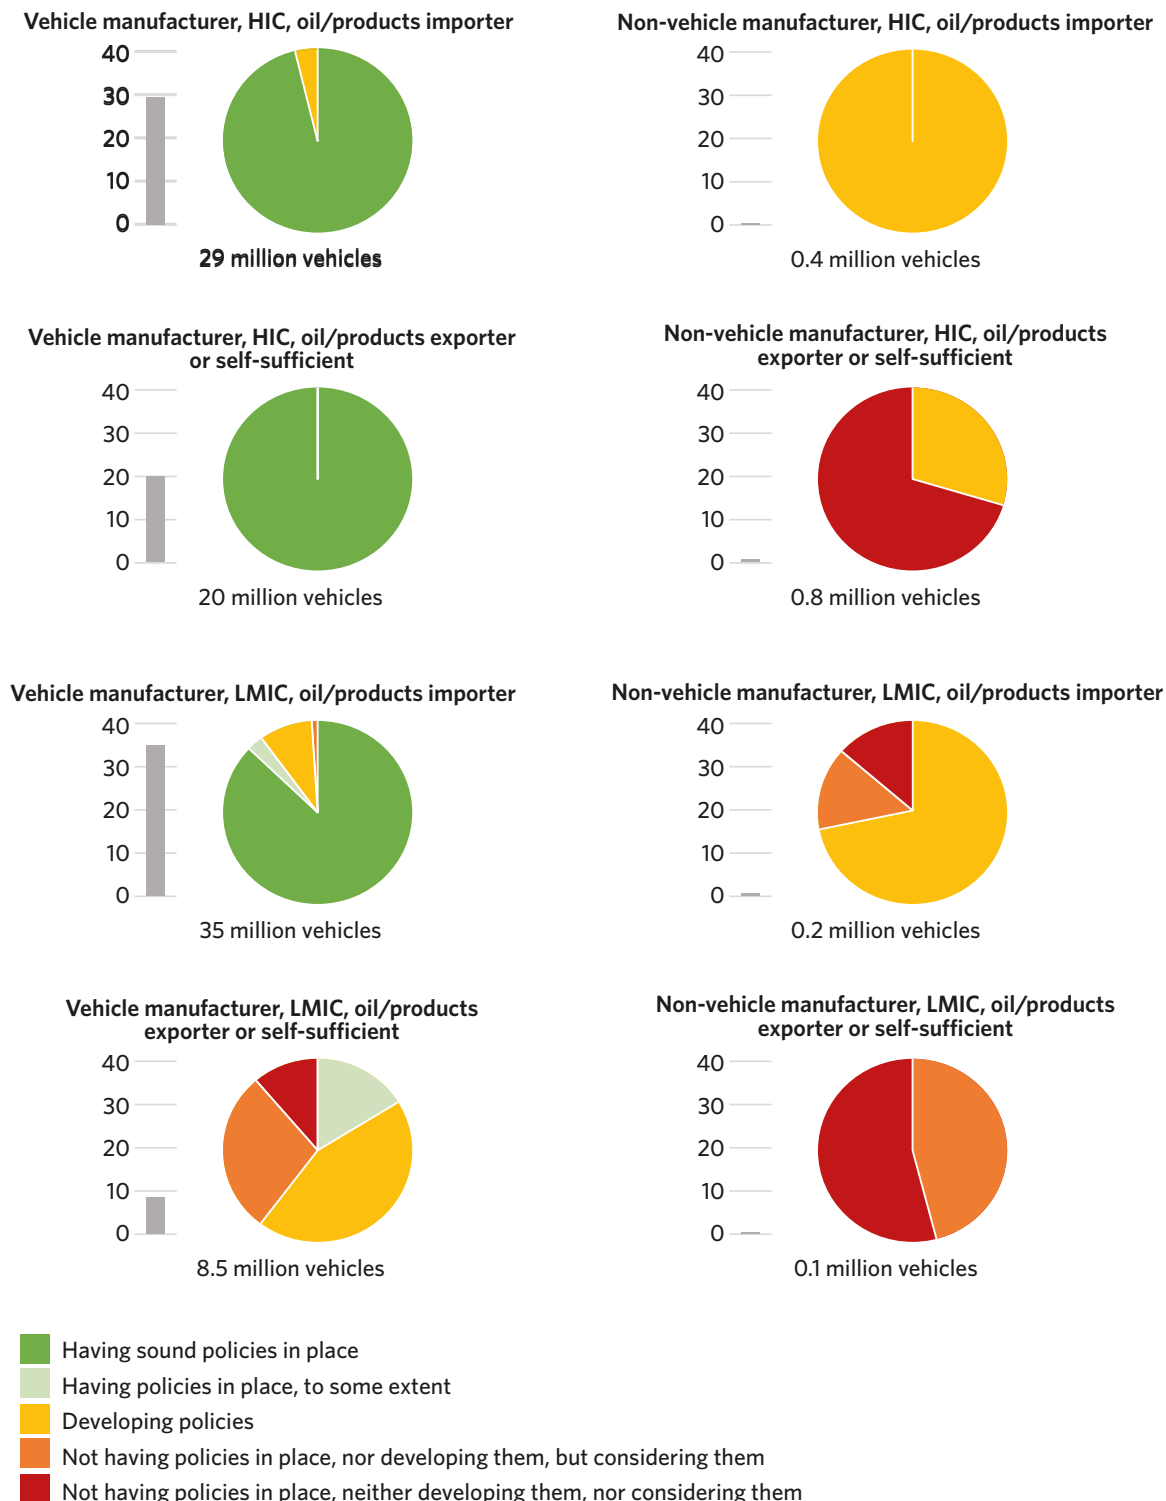 Vehicle manufacturer, HIC, oil/products importer
40
30
20
10
0
29 million vehicles
Non-vehicle manufacturer, HIC, oil/products importer
40
30
20
10
0
0.4 million vehicles
Vehicle manufacturer, HIC, oil/products exporter
or self-sufficient
40
30
20
10
0
20 million vehicles
Non-vehicle manufacturer, HIC, oil/products
exporter or self-sufficient
40
30
20
10
0
0.8 million vehicles
Vehicle manufacturer, LMIC, oil/products importer
40
30
20
10
0
35 million vehicles
Non-vehicle manufacturer, LMIC, oil/products importer
40
30
20
10
0
0.2 million vehicles
Vehicle manufacturer, LMIC, oil/products
exporter or self-sufficient
40
30
20
10
0
8.5 million vehicles
Non-vehicle manufacturer, LMIC, oil/products
exporter or self-sufficient
40
30
20
10
0
0.1 million vehicles
Having sound policies in place
Having policies in place, to some extent
Developing policies
Not having policies in place, nor developing them, but considering them
Not having policies in place, neither developing them, nor considering them